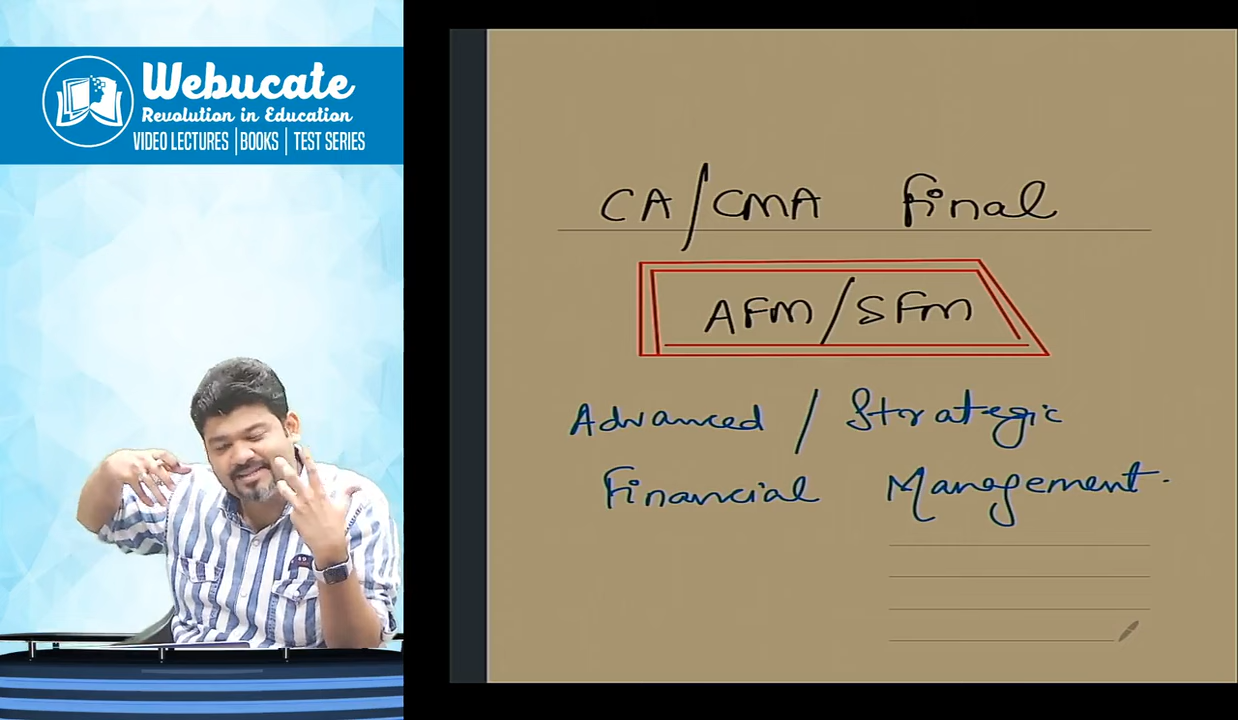 Webucate
Revolution in Education
VIDEO LECTURES | BOOKS | TEST SERIES
CA/CMA Final
AFM/SFM
Advanced / Strategic
Financial Management.